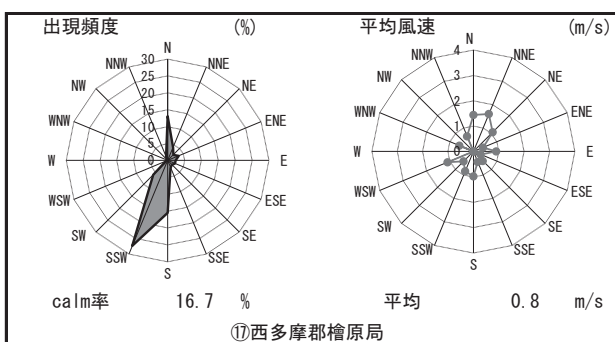 出現頻度 (%)
N
NNE
NE
ENE
E
ESE
SE
SSE
S
SSW
SW
WSW
W
WNW
NW
NNW
30
25
20
15
10
5
0
calm率 16.7 %
平均風速 (m/s)
N
NNE
NE
ENE
E
ESE
SE
SSE
S
SSW
SW
WSW
W
WNW
NW
NNW
4
3
2
1
0
平均 0.8 m/s
⑰西多摩郡檜原局